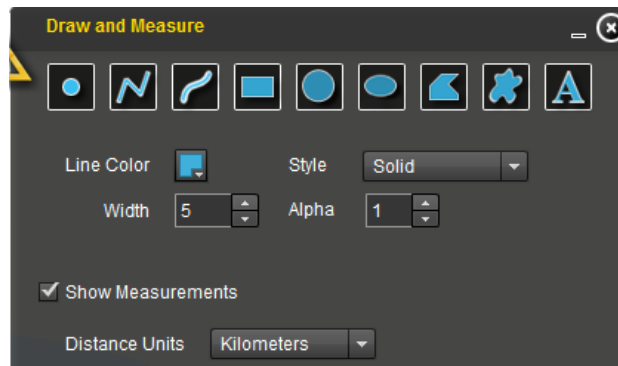 Draw and Measure
A
Line Color Style Solid
Width 5 Alpha 1
Show Measurements
Distance Units Kilometers